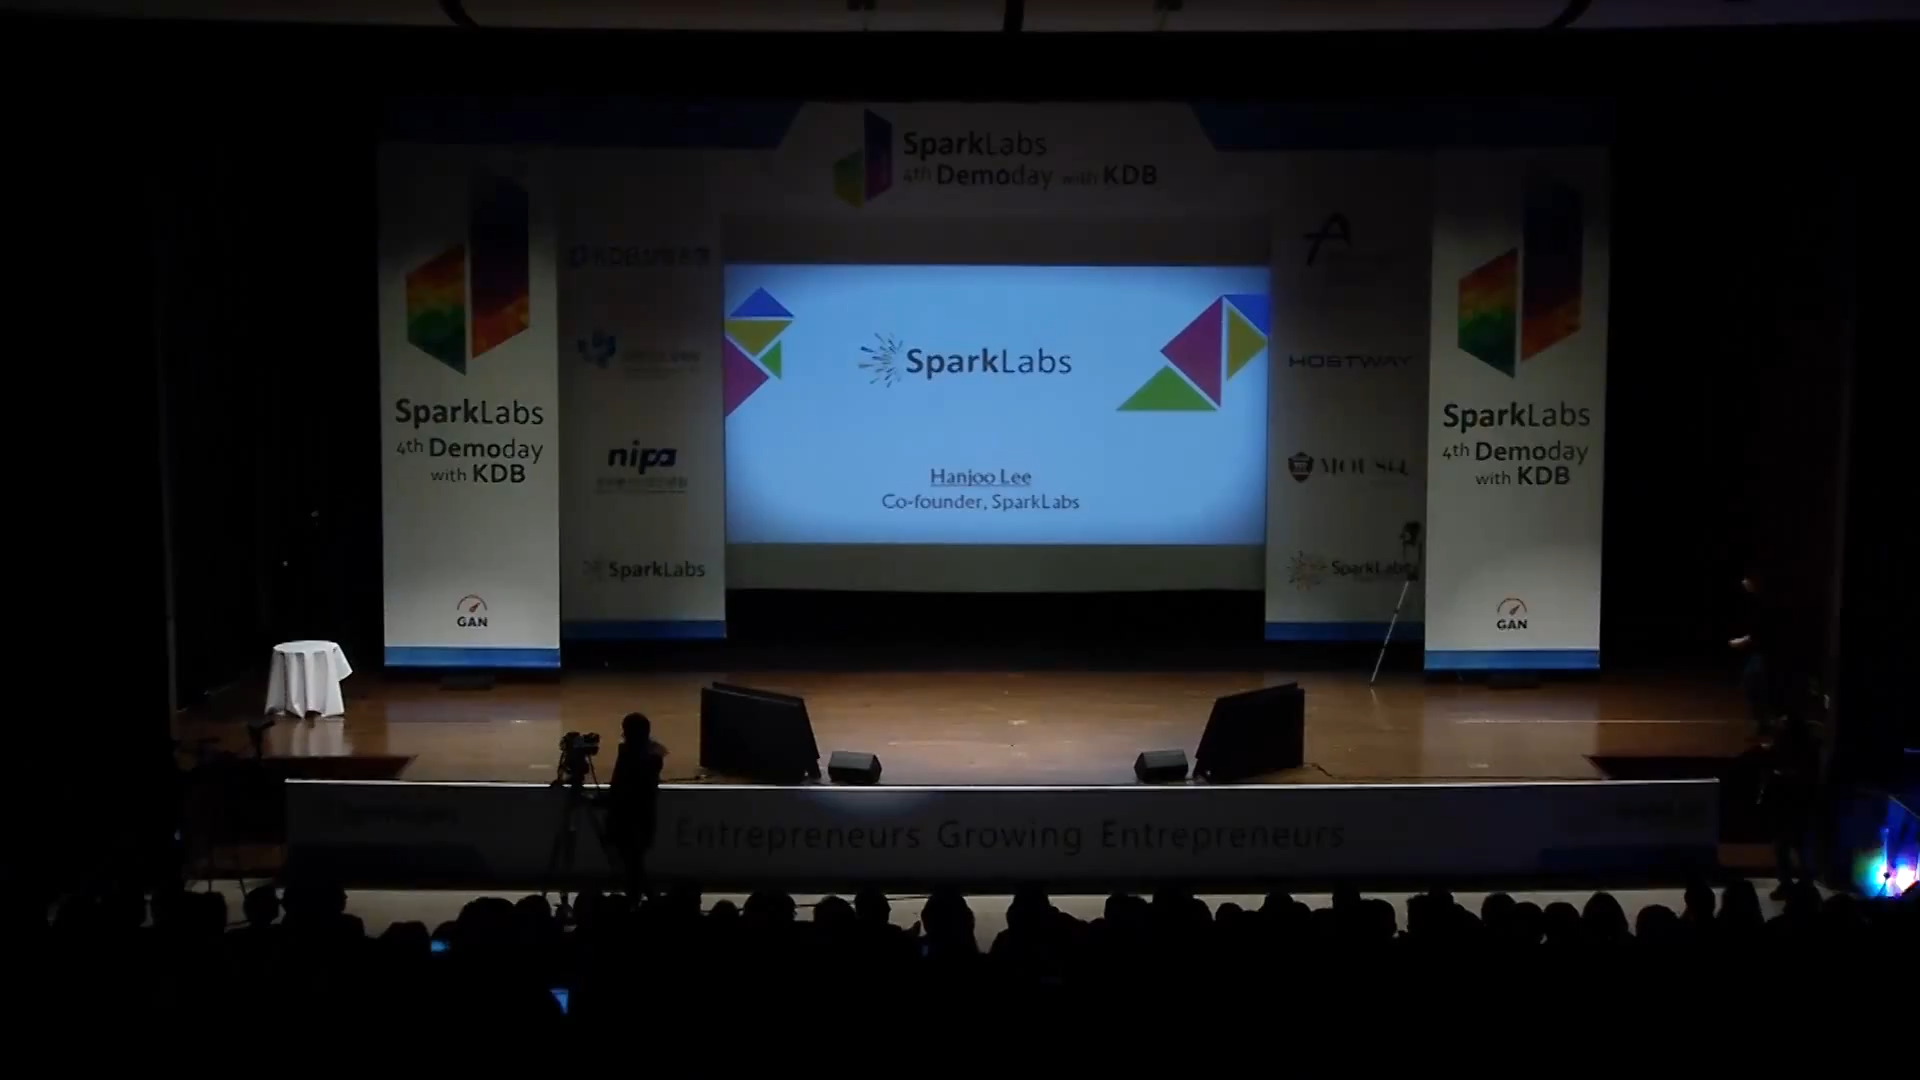 SparkLabs
4th Demoday with KDB
SparkLabs
4th Demoday
with KDB
GAN
nipa
SparkLabs
SparkLabs
Hanjoo Lee
Co-founder, SparkLabs
HOSTWAY
SparkLabs
SparkLabs
4th Demoday
with KDB
GAN
Entrepreneurs Growing Entrepreneurs